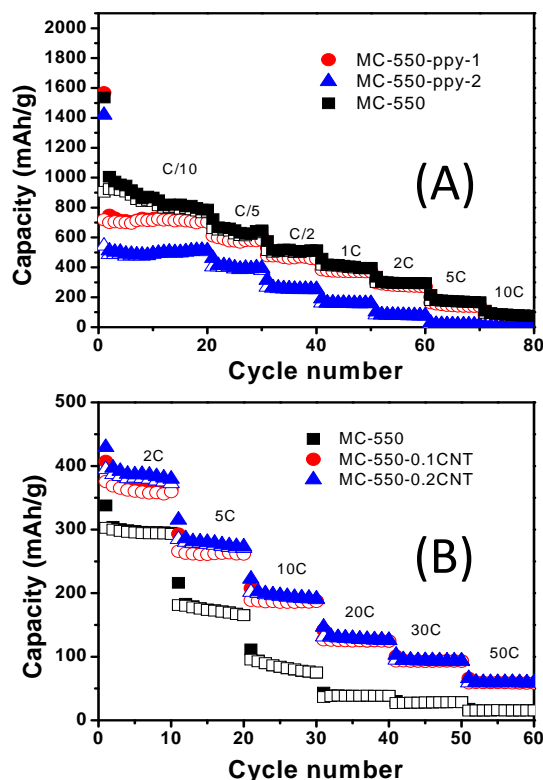 2000
1800
1600
1400
1200
1000
800
600
400
200
0
Capacity (mAh/g)
MC-550-ppy-1
MC-550-ppy-2
MC-550
(A)
C/10
C/5
C/2
1C
2C
5C
10C
0 20 40 60 80
Cycle number
500
400
300
200
100
0
Capacity (mAh/g)
MC-550
MC-550-0.1CNT
MC-550-0.2CNT
(B)
2C
5C
10C
20C
30C
50C
0 10 20 30 40 50 60
Cycle number